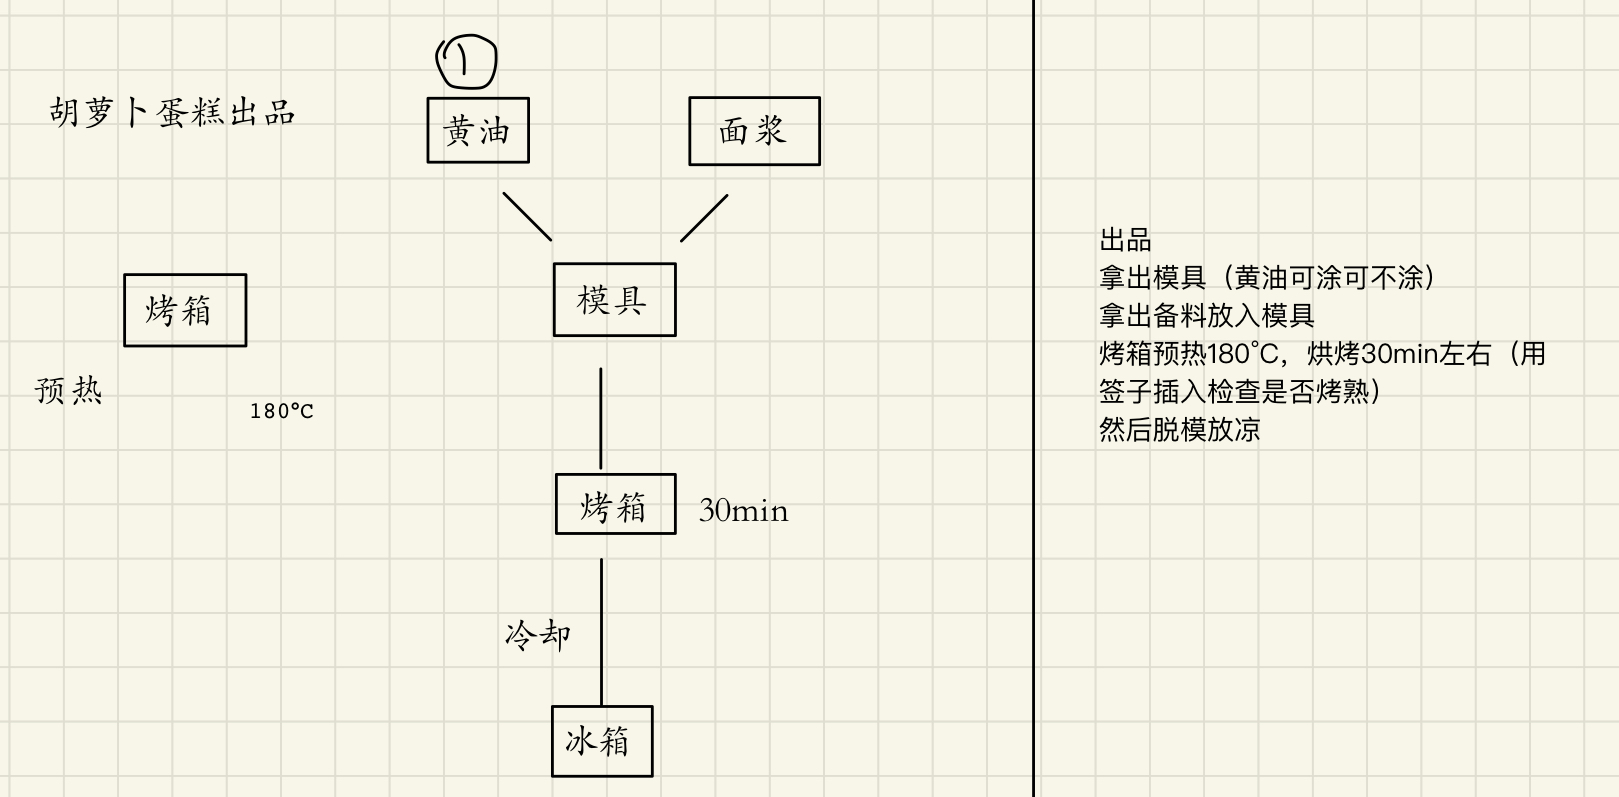 ①
胡萝卜蛋糕出品
黄油
面浆
烤箱
模具
预热
180°C
烤箱
30min
冷却
冰箱
出品
拿出模具（黄油可涂可不涂）
拿出备料放入模具
烤箱预热180°C，烘烤30min左右（用
签子插入检查是否烤熟）
然后脱模放凉